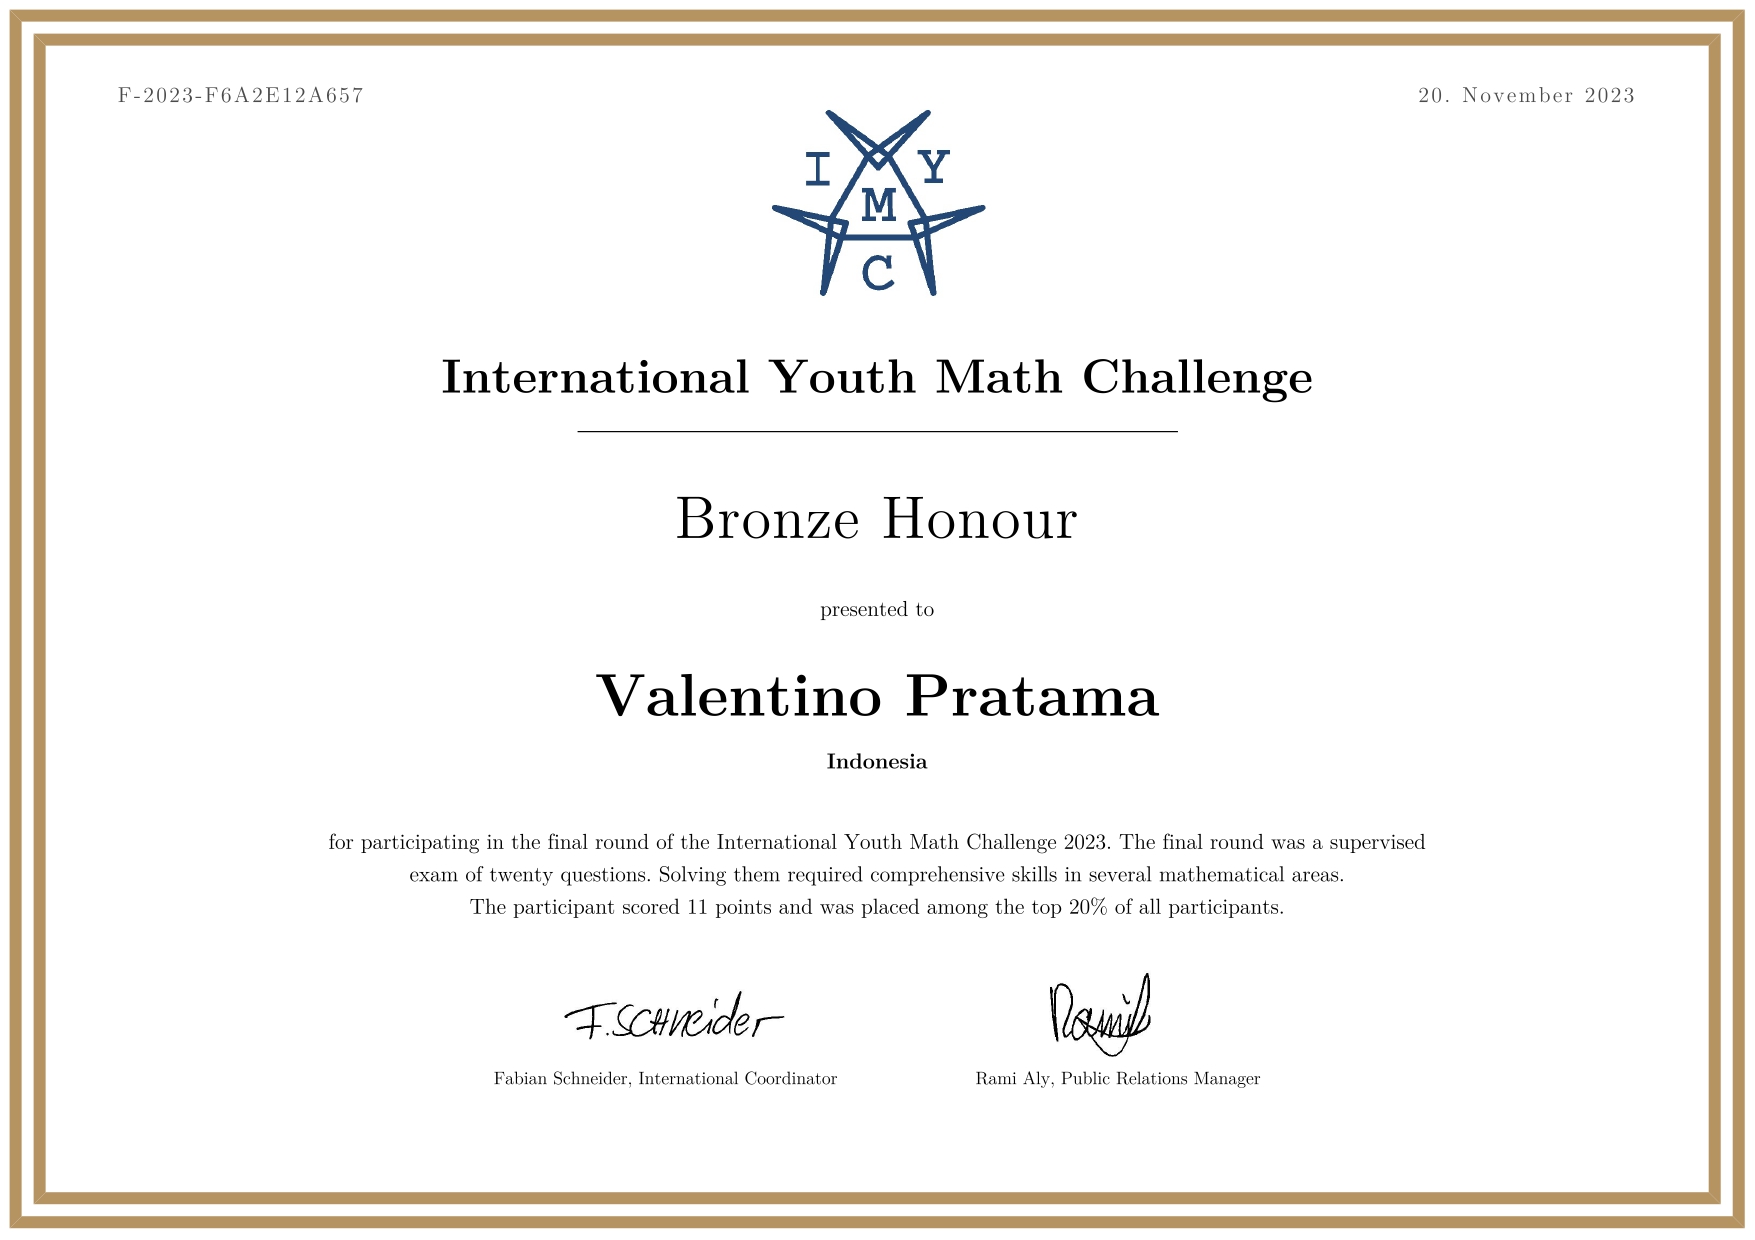 F-2023-F6A2E12A657
20. November 2023
I Y
M
C
International Youth Math Challenge
Bronze Honour
presented to
Valentino Pratama
Indonesia
for participating in the final round of the International Youth Math Challenge 2023. The final round was a supervised
exam of twenty questions. Solving them required comprehensive skills in several mathematical areas.
The participant scored 11 points and was placed among the top 20% of all participants.
F. Schneider
Rami
Fabian Schneider, International Coordinator
Rami Aly, Public Relations Manager